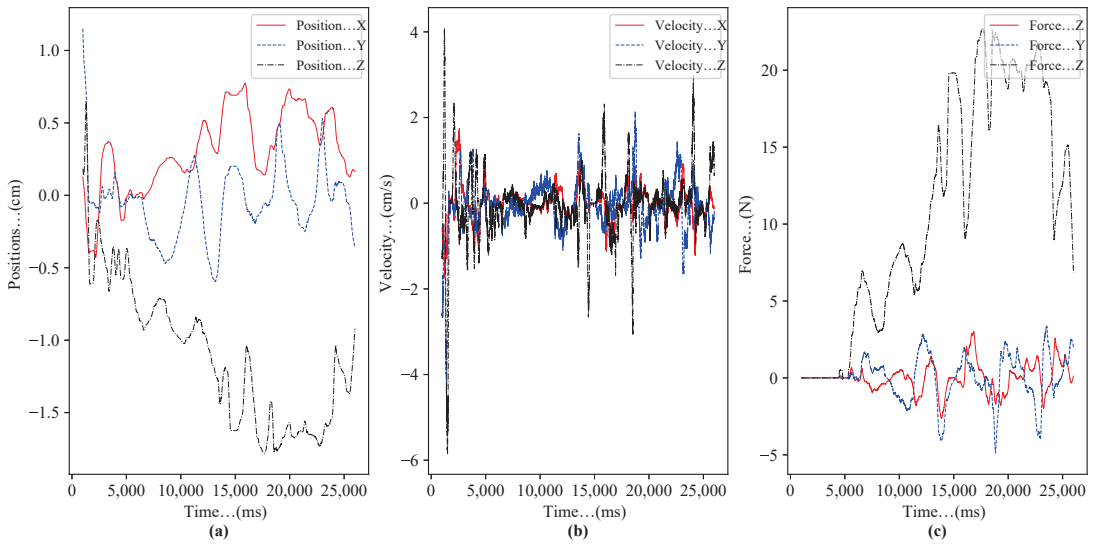 Position…X
Position…Y
Position…Z
1.0
0.5
0.0
−0.5
−1.0
−1.5
Positions…(cm)
0
5,000
10,000
15,000
20,000
25,000
Time…(ms)
(a)
Velocity…X
Velocity…Y
Velocity…Z
4
2
0
−2
−4
−6
Velocity…(cm/s)
0
5,000
10,000
15,000
20,000
25,000
Time…(ms)
(b)
Force…Z
Force…Y
Force…Z
20
15
10
5
0
−5
Force…(N)
0
5,000
10,000
15,000
20,000
25,000
Time…(ms)
(c)